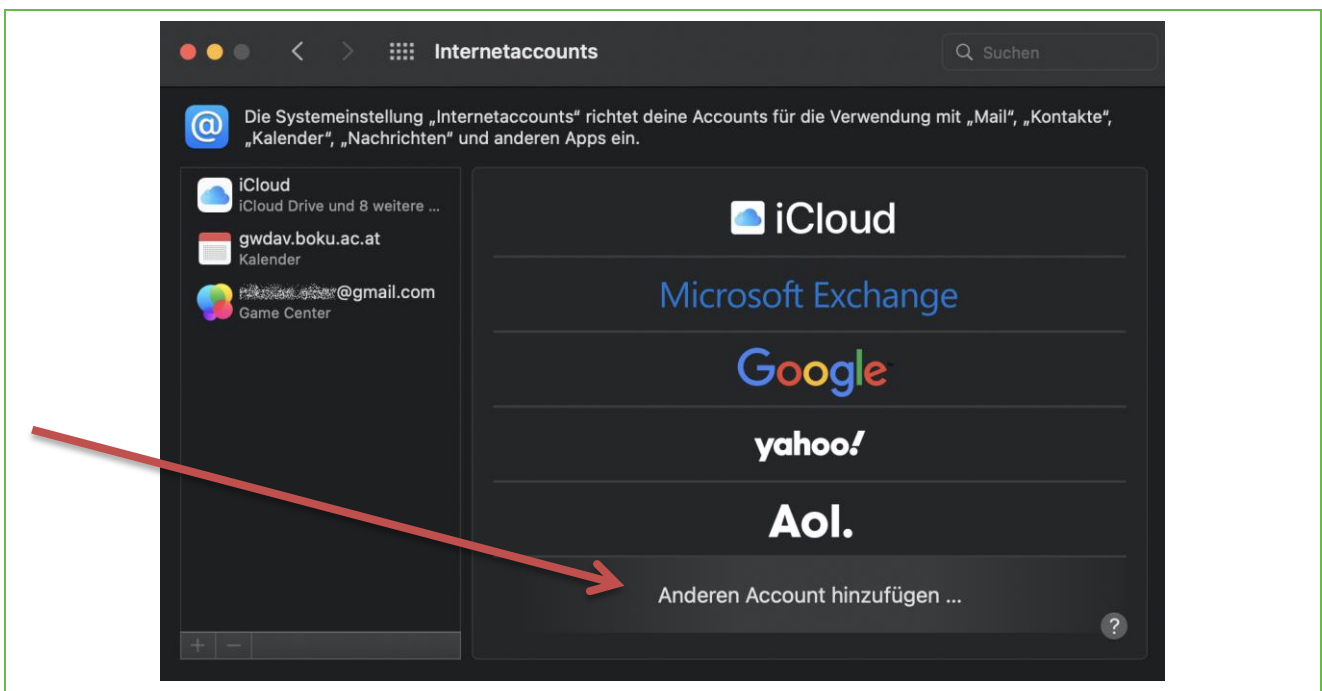 Internetaccounts
Suchen
Die Systemeinstellung „Internetaccounts“ richtet deine Accounts für die Verwendung mit „Mail“, „Kontakte“,
„Kalender“, „Nachrichten“ und anderen Apps ein.
iCloud
iCloud Drive und 8 weitere ...
gwdav.boku.ac.at
Kalender
@gmail.com
Game Center
iCloud
Microsoft Exchange
Google
yahoo!
Aol.
Anderen Account hinzufügen ...
?